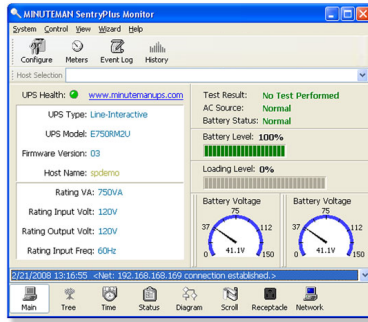 MINUTEMAN SentryPlus Monitor
System Control View Wizard Help
Configure Meters Event Log History
Host Selection
UPS Health: www.minutemanups.com
UPS Type: Line-Interactive
UPS Model: E750RM2U
Firmware Version: 03
Host Name: spdemo
Rating VA: 750VA
Rating Input Volt: 120V
Rating Output Volt: 120V
Rating Input Freq: 60Hz
Test Result: No Test Performed
AC Source: Normal
Battery Status: Normal
Battery Level: 100%
Loading Level: 0%
Battery Voltage
75
37 112
41.1V
0 150
Battery Voltage
75
37 112
41.1V
0 150
2/21/2008 13:16:55 <Net: 192.168.168.169 connection established.>
Main Tree Time Status Diagram Scroll Receptacle Network